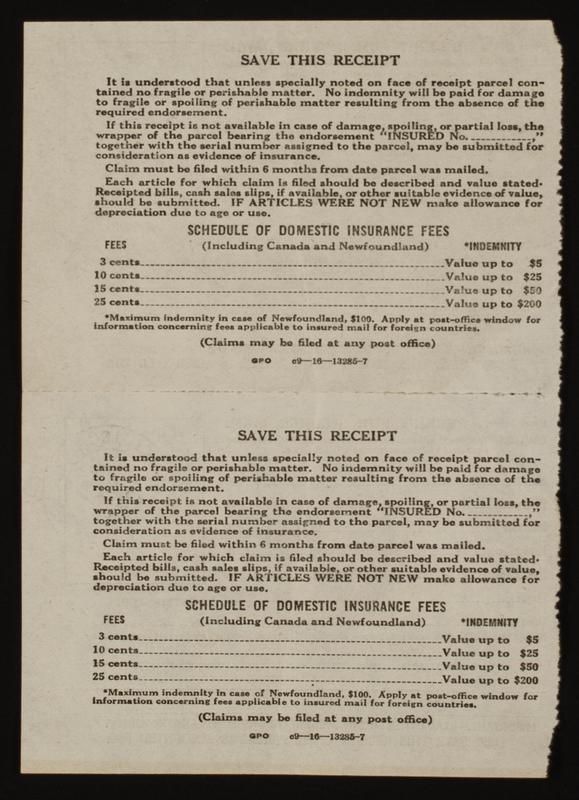 SAVE THIS RECEIPT
It is understood that unless specially noted on face of receipt parcel con-
tained no fragile or perishable matter. No indemnity will be paid for damage
to fragile or spoiling of perishable matter resulting from the absence of the
required endorsement.
If this receipt is not available in case of damage, spoiling, or partial loss, the
wrapper of the parcel bearing the endorsement “INSURED No. ____________,”
together with the serial number assigned to the parcel, may be submitted for
consideration as evidence of insurance.
Claim must be filed within 6 months from date parcel was mailed.
Each article for which claim is filed should be described and value stated.
Receipted bills, cash sales slips, if available, or other suitable evidence of value,
should be submitted. IF ARTICLES WERE NOT NEW make allowance for
depreciation due to age or use.
SCHEDULE OF DOMESTIC INSURANCE FEES
FEES (Including Canada and Newfoundland) *INDEMNITY
3 cents Value up to $5
10 cents Value up to $25
15 cents Value up to $50
25 cents Value up to $200
*Maximum indemnity in case of Newfoundland, $100. Apply at post-office window for
information concerning fees applicable to insured mail for foreign countries.
(Claims may be filed at any post office)
GPO c9—16—13285-7
SAVE THIS RECEIPT
It is understood that unless specially noted on face of receipt parcel con-
tained no fragile or perishable matter. No indemnity will be paid for damage
to fragile or spoiling of perishable matter resulting from the absence of the
required endorsement.
If this receipt is not available in case of damage, spoiling, or partial loss, the
wrapper of the parcel bearing the endorsement “INSURED No. ____________,”
together with the serial number assigned to the parcel, may be submitted for
consideration as evidence of insurance.
Claim must be filed within 6 months from date parcel was mailed.
Each article for which claim is filed should be described and value stated.
Receipted bills, cash sales slips, if available, or other suitable evidence of value,
should be submitted. IF ARTICLES WERE NOT NEW make allowance for
depreciation due to age or use.
SCHEDULE OF DOMESTIC INSURANCE FEES
FEES (Including Canada and Newfoundland) *INDEMNITY
3 cents Value up to $5
10 cents Value up to $25
15 cents Value up to $50
25 cents Value up to $200
*Maximum indemnity in case of Newfoundland, $100. Apply at post-office window for
information concerning fees applicable to insured mail for foreign countries.
(Claims may be filed at any post office)
GPO c9—16—13285-7